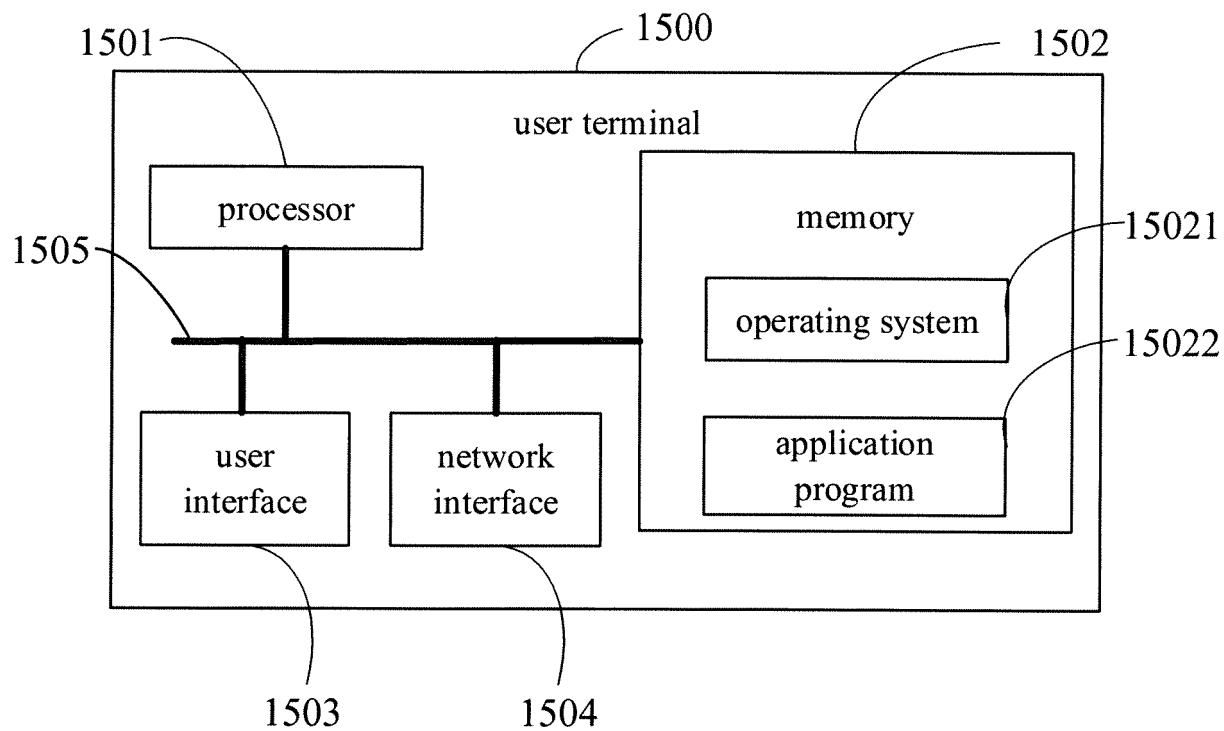 1500
1501
1502
user terminal
processor
memory
15021
1505
operating system
15022
user
interface
network
interface
application
program
1503
1504